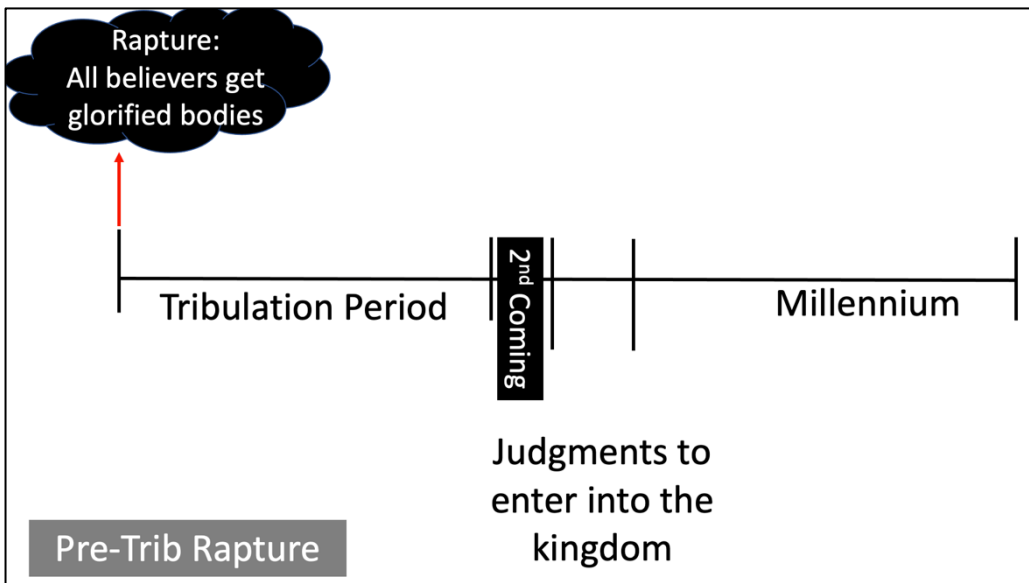 Rapture:
All believers get
glorified bodies
Tribulation Period
2nd Coming
Millennium
Judgments to
enter into the
kingdom
Pre-Trib Rapture